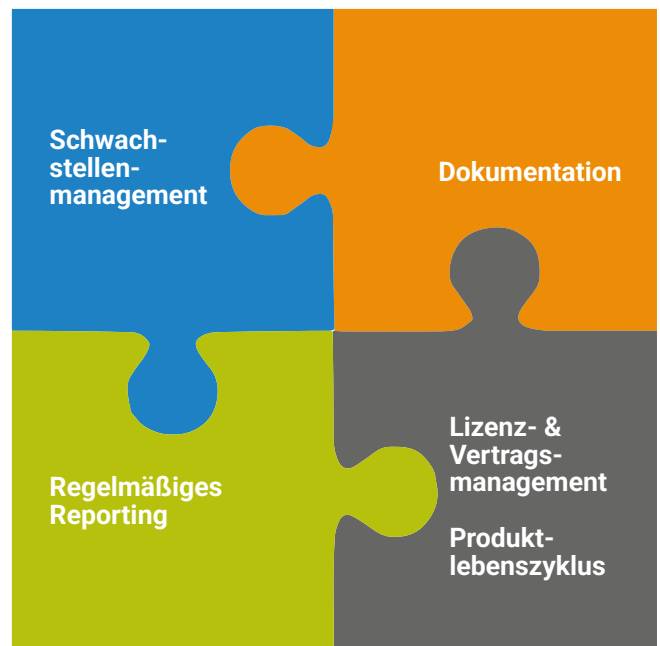 Schwach-
stellen-
management
Dokumentation
Regelmäßiges
Reporting
Lizenz- &
Vertrags-
management
Produkt-
lebenszyklus